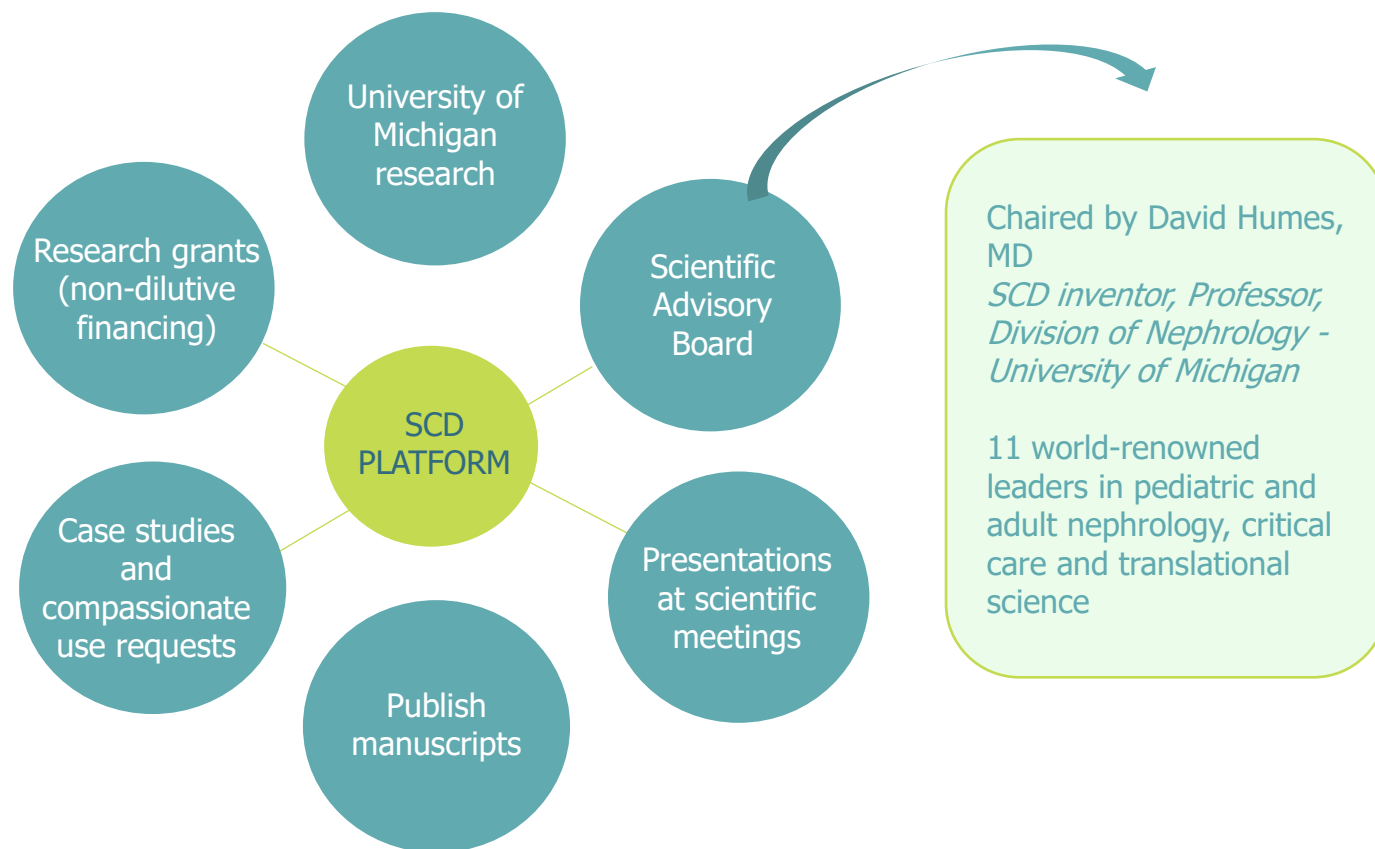 University of
Michigan
research
Research grants
(non-dilutive
financing)
Scientific
Advisory
Board
SCD
PLATFORM
Case studies
and
compassionate
use requests
Presentations
at scientific
meetings
Publish
manuscripts
Chaired by David Humes,
MD
SCD inventor, Professor,
Division of Nephrology -
University of Michigan
11 world-renowned
leaders in pediatric and
adult nephrology, critical
care and translational
science